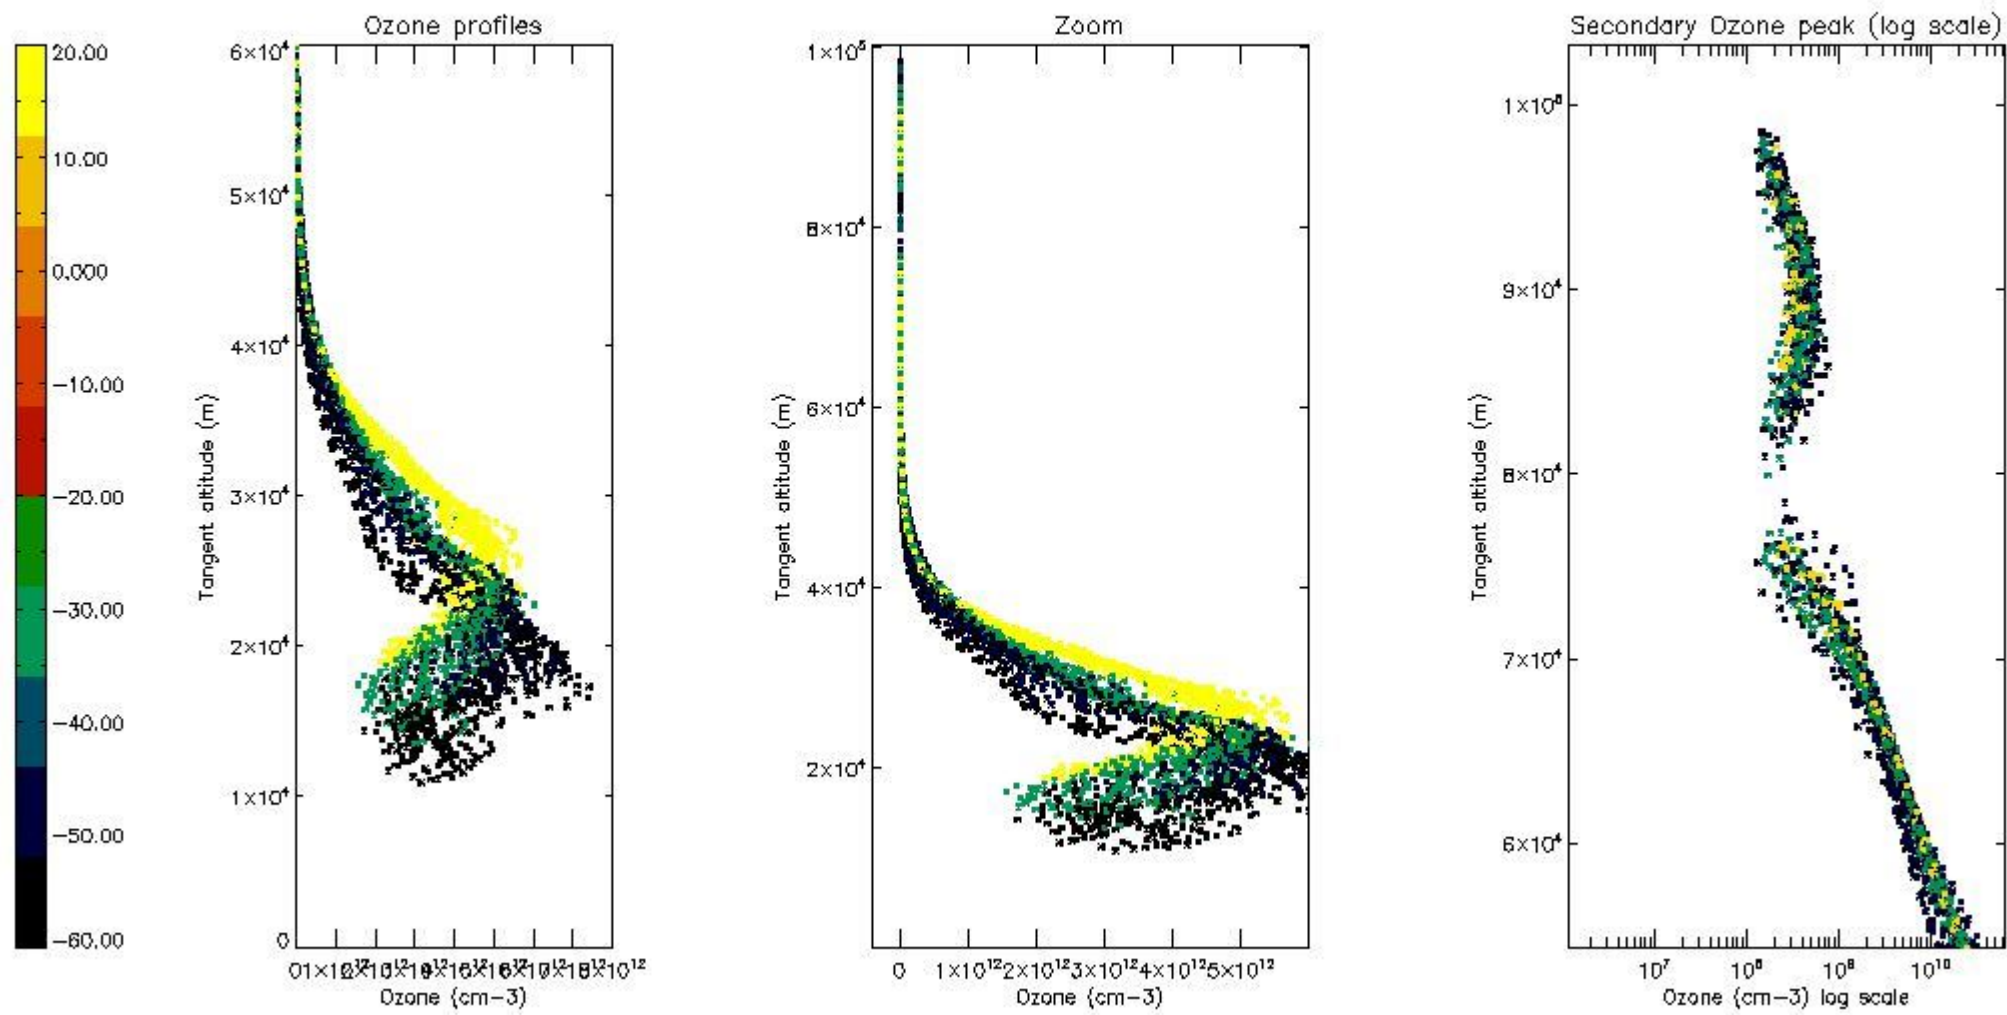 Ozone profiles
Zoom
Secondary Ozone peak (log scale)
20.00
10.00
0.000
−10.00
−20.00
−30.00
−40.00
−50.00
−60.00
6×10⁴
5×10⁴
4×10⁴
3×10⁴
2×10⁴
1×10⁴
0
Tangent altitude (m)
Ozone (cm−3)
1×10⁵
8×10⁴
6×10⁴
4×10⁴
2×10⁴
Tangent altitude (m)
0 1×10¹² 2×10¹² 3×10¹² 4×10¹² 5×10¹²
Ozone (cm−3)
9×10⁴
8×10⁴
7×10⁴
6×10⁴
Tangent altitude (m)
10⁷ 10⁸ 10⁹ 10¹⁰
Ozone (cm−3) log scale